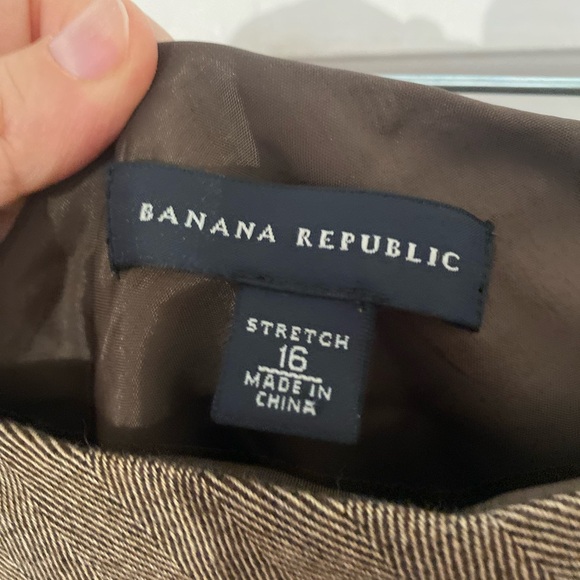 BANANA REPUBLIC
STRETCH
16
MADE IN
CHINA